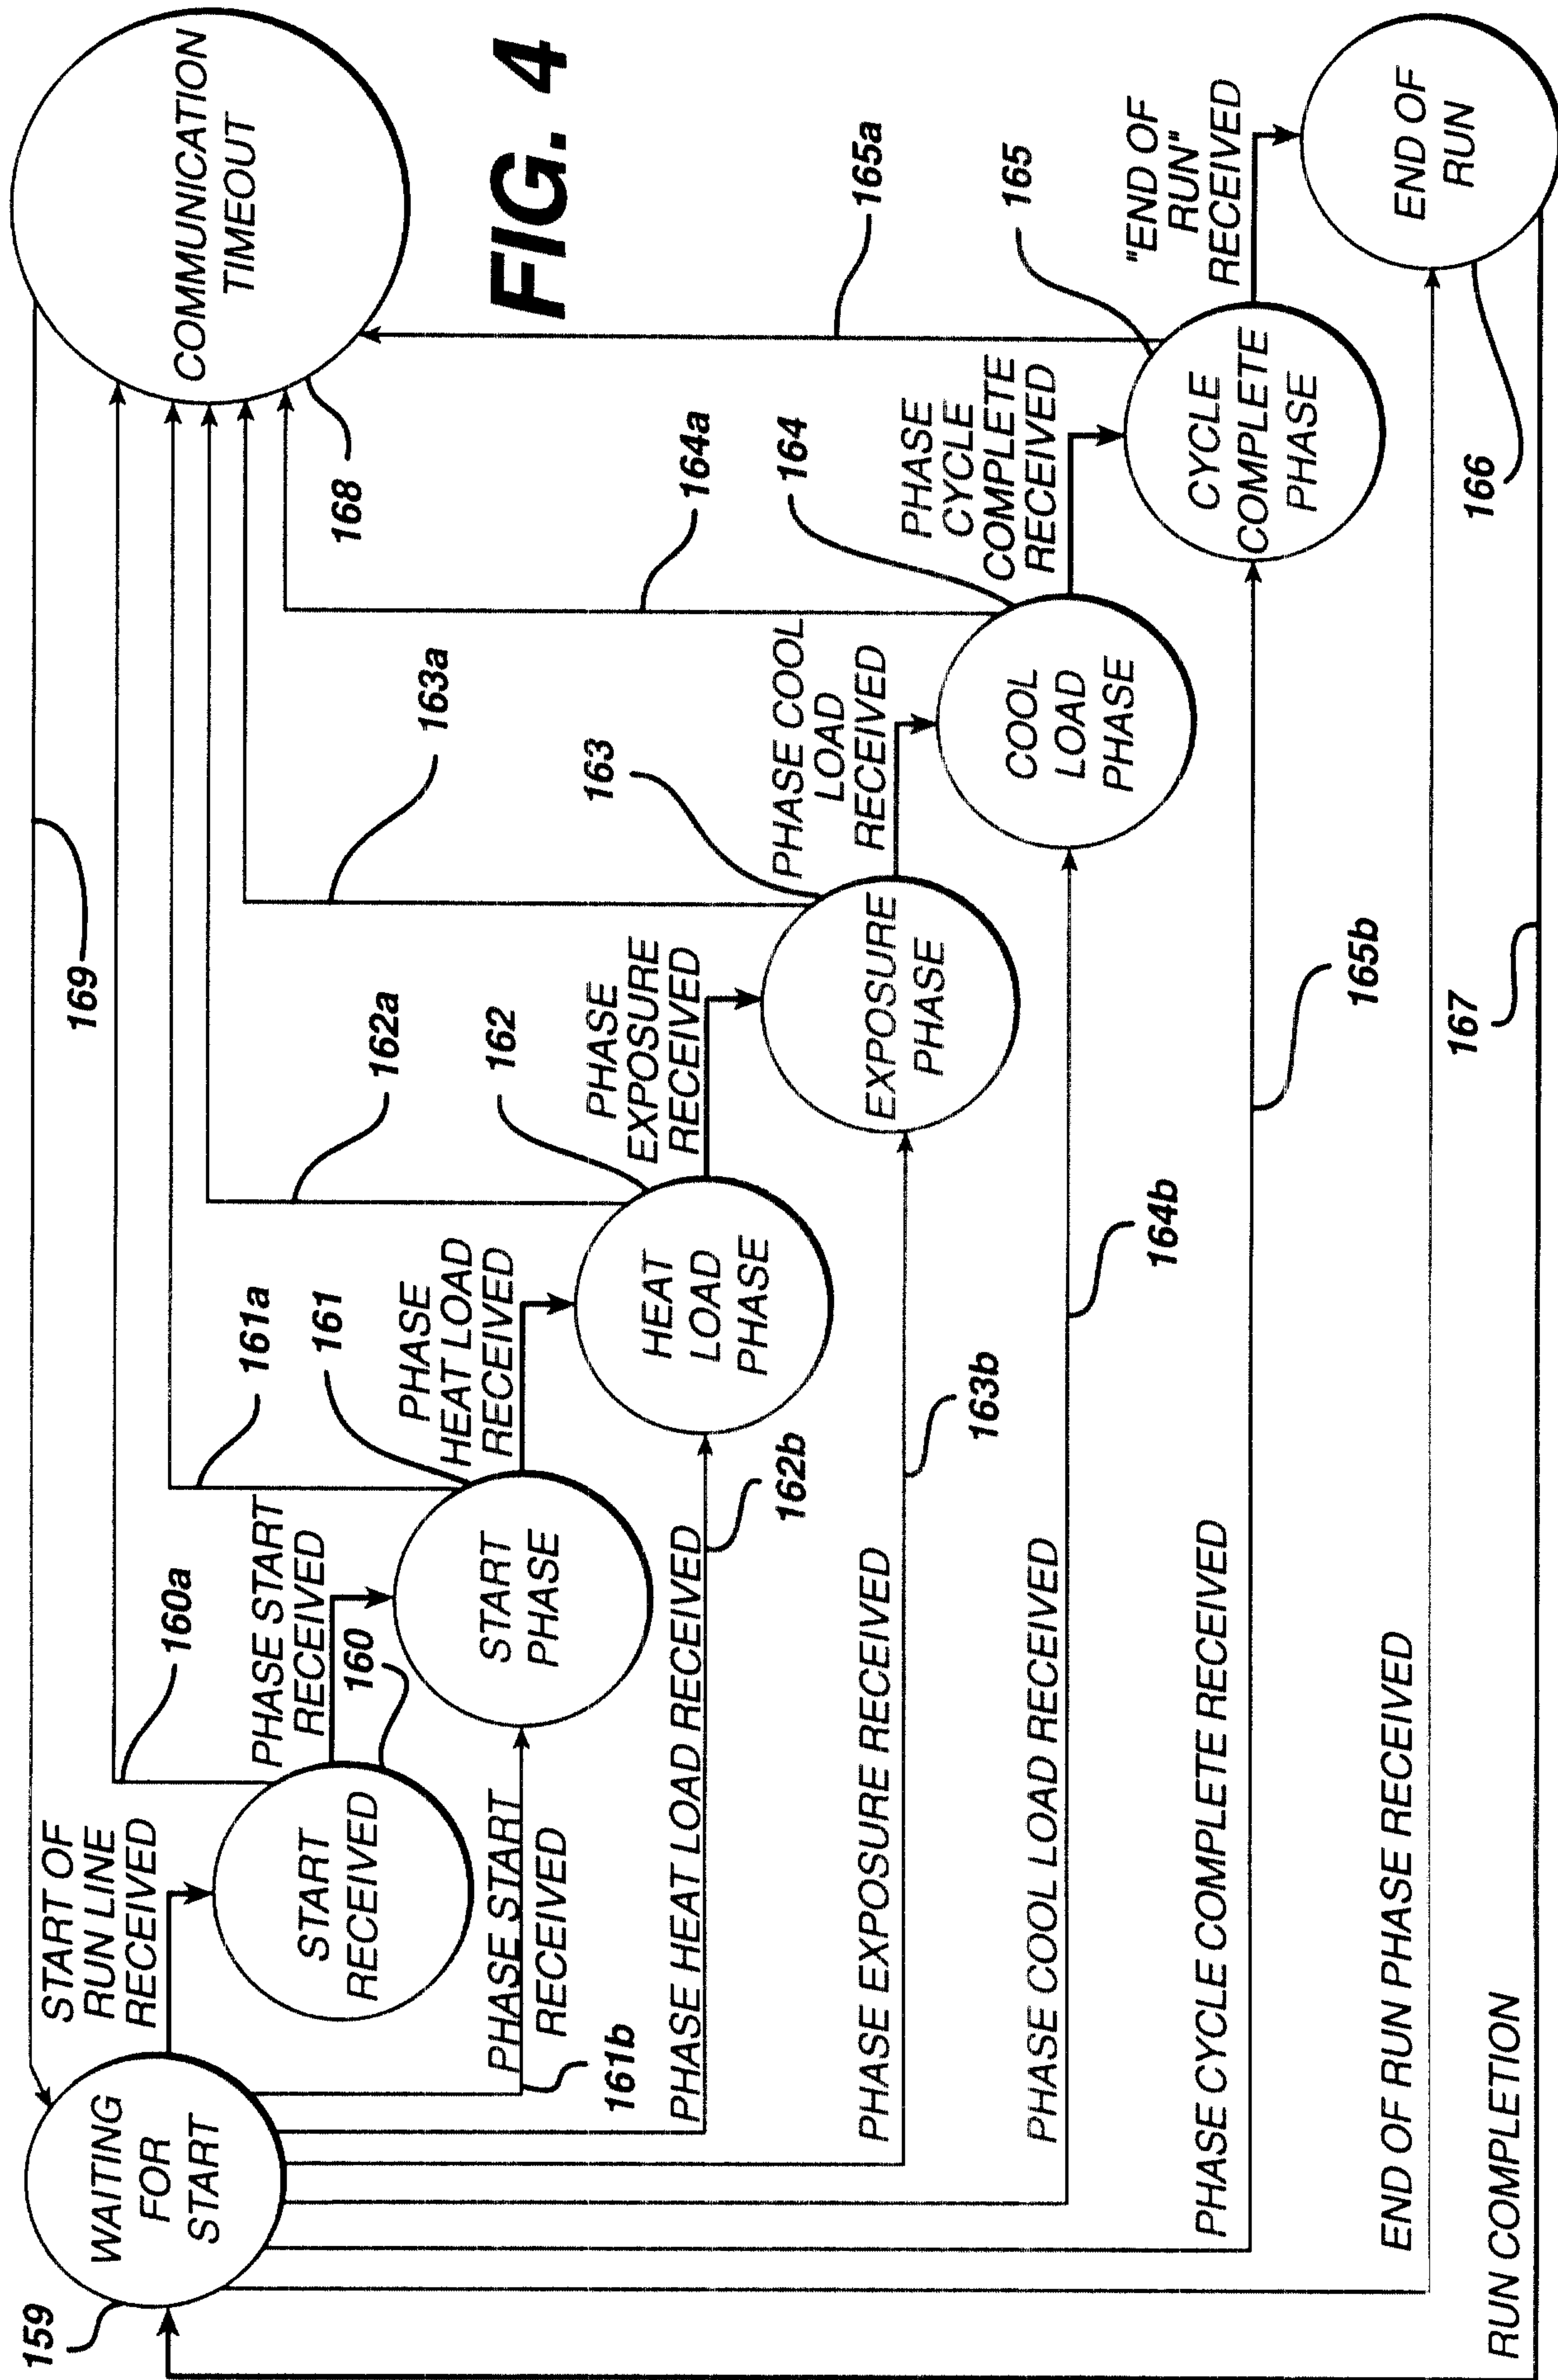 159
WAITING
FOR
START
START OF
RUN LINE
RECEIVED
START
RECEIVED
160a
PHASE START
RECEIVED
160
START
PHASE
PHASE START
RECEIVED
161b
161a
161
PHASE
HEAT LOAD
RECEIVED
HEAT
LOAD
PHASE
PHASE HEAT LOAD RECEIVED
162b
162a
162
PHASE
EXPOSURE
RECEIVED
EXPOSURE
PHASE
PHASE EXPOSURE RECEIVED
163b
163a
163
PHASE COOL
LOAD
RECEIVED
COOL
LOAD
PHASE
PHASE COOL LOAD RECEIVED
164b
164a
164
PHASE
CYCLE
COMPLETE
RECEIVED
CYCLE
COMPLETE
PHASE
PHASE CYCLE COMPLETE RECEIVED
165b
165a
165
"END OF
RUN"
RECEIVED
END OF
RUN
166
END OF RUN PHASE RECEIVED
RUN COMPLETION
167
169
168
COMMUNICATION
TIMEOUT
FIG. 4